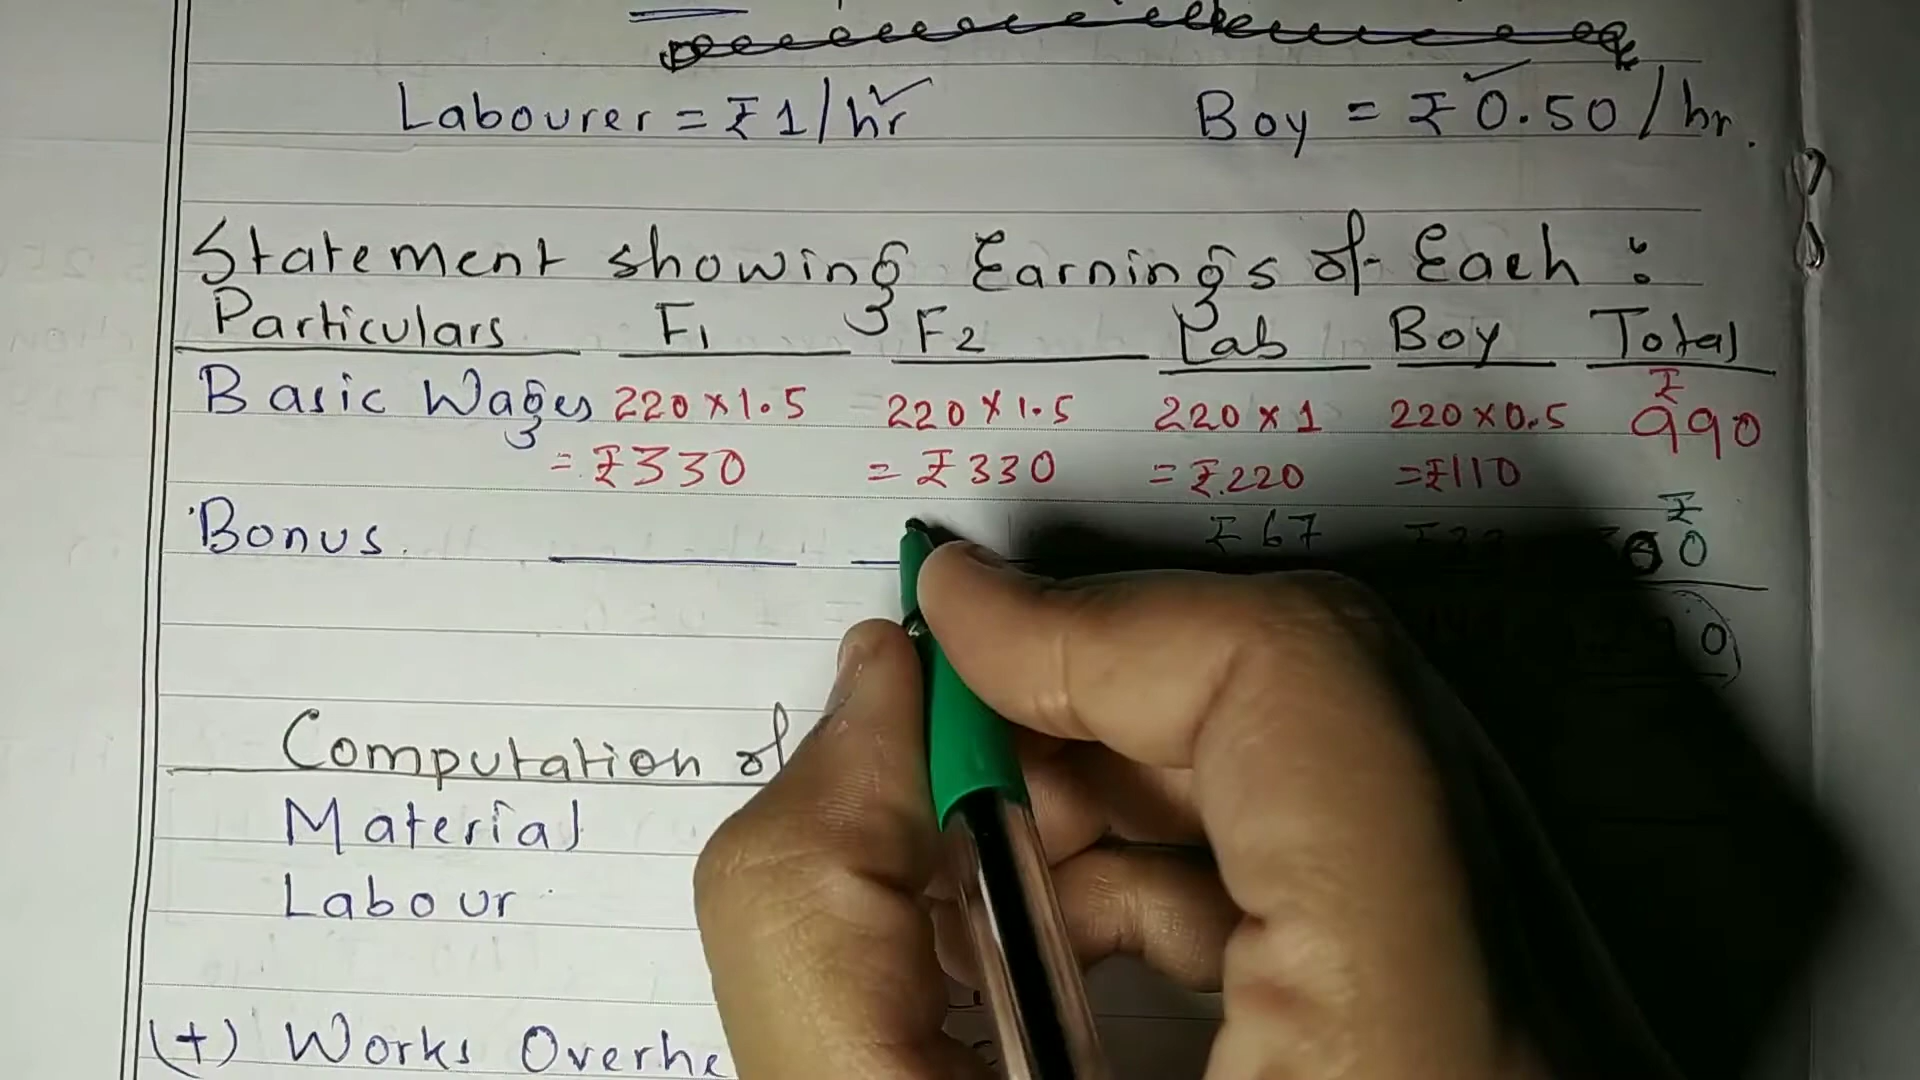 Labourer = ₹1/hr Boy = ₹0.50/hr.
Statement showing Earnings of Each :
Particulars F1 F2 Lab Boy Total
Basic Wages 220×1.5 220×1.5 220×1 220×0.5 ₹990
= ₹330 = ₹330 = ₹.220 =₹110
Bonus ₹67
Computation of
Material
Labour
(+) Works Overhe